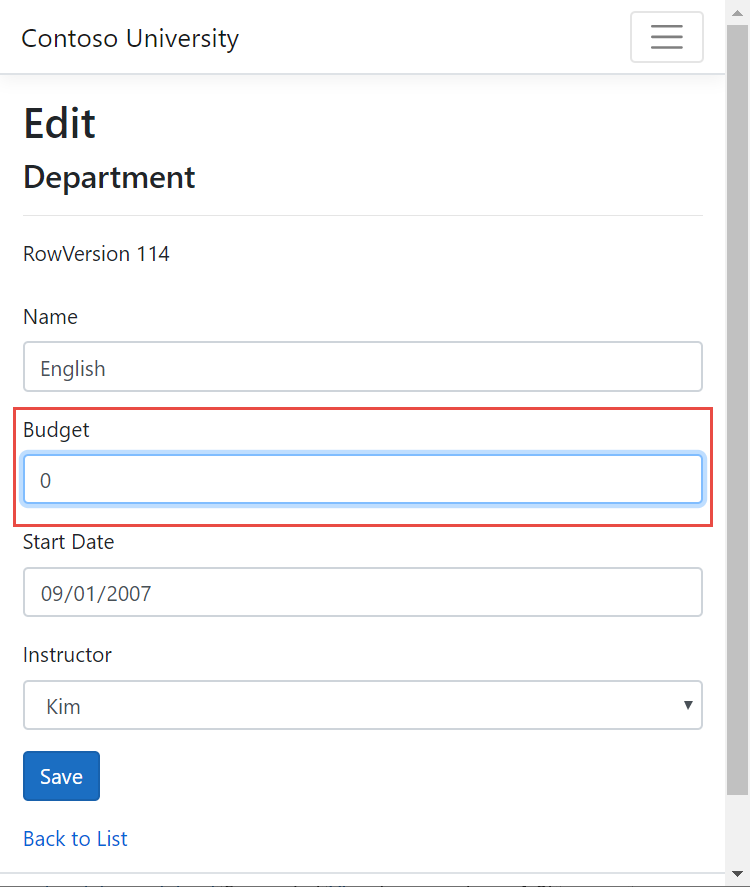 Contoso University
Edit
Department
RowVersion 114
Name
English
Budget
0
Start Date
09/01/2007
Instructor
Kim
Save
Back to List